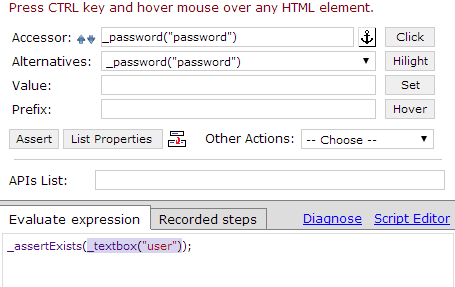 Press CTRL key and hover mouse over any HTML element.
Accessor: _password("password") Click
Alternatives: _password("password") Hilight
Value: Set
Prefix: Hover
Assert List Properties Other Actions: -- Choose --
APIs List:
Evaluate expression Recorded steps Diagnose Script Editor
_assertExists(_textbox("user"));